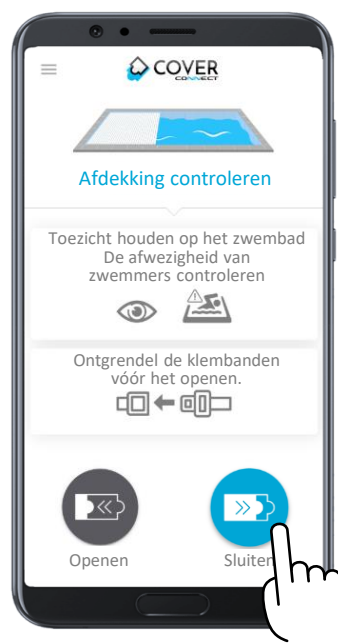 COVER
CONNECT
Afdekking controleren
Toezicht houden op het zwembad
De afwezigheid van
zwemmers controleren
Ontgrendel de klembanden
vóór het openen.
Openen
Sluiten